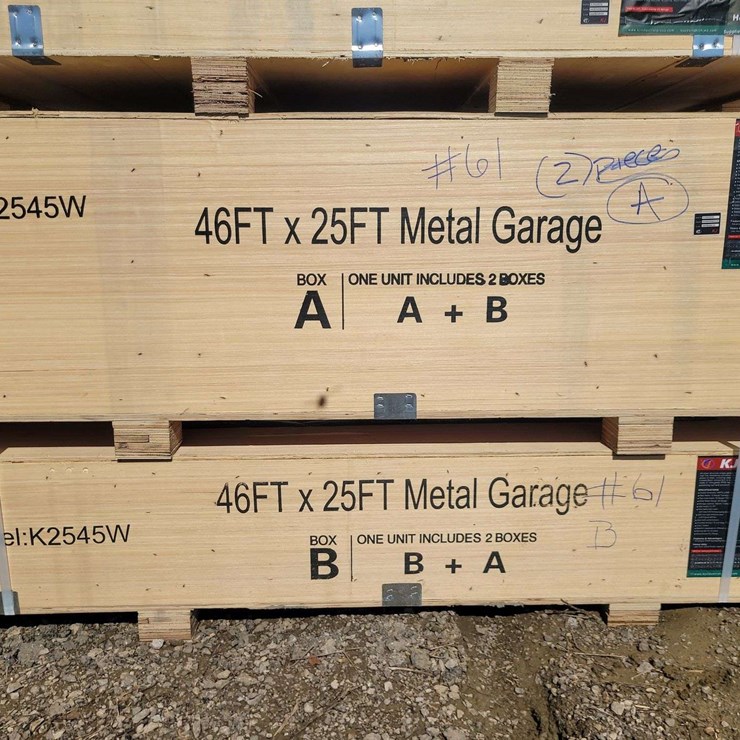 #61 (2) pieces
A
2545W
46FT x 25FT Metal Garage
BOX
A
ONE UNIT INCLUDES 2 BOXES
A + B
46FT x 25FT Metal Garage #61
el:K2545W
B
BOX
B
ONE UNIT INCLUDES 2 BOXES
B + A